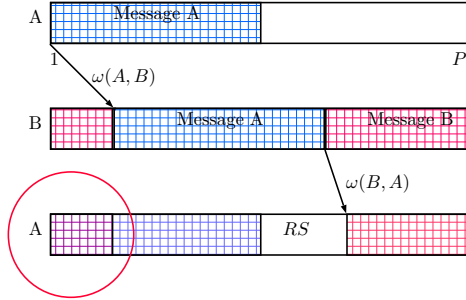 A Message A
1 P
ω(A, B)
B Message A Message B
ω(B, A)
A RS